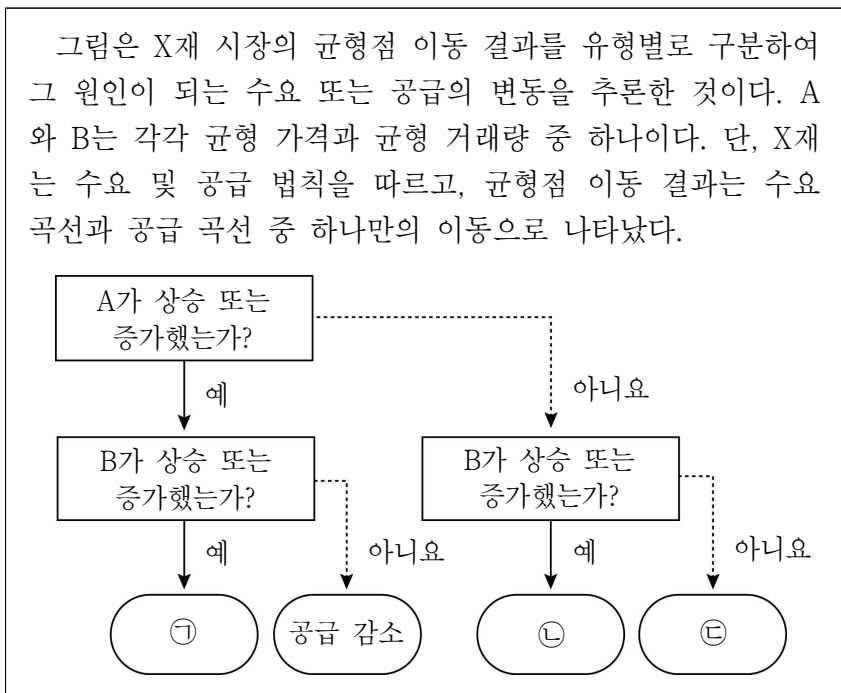 그림은 X재 시장의 균형점 이동 결과를 유형별로 구분하여
그 원인이 되는 수요 또는 공급의 변동을 추론한 것이다. A
와 B는 각각 균형 가격과 균형 거래량 중 하나이다. 단, X재
는 수요 및 공급 법칙을 따르고, 균형점 이동 결과는 수요
곡선과 공급 곡선 중 하나만의 이동으로 나타났다.
A가 상승 또는
증가했는가?
예
아니요
B가 상승 또는
증가했는가?
B가 상승 또는
증가했는가?
예
아니요
예
아니요
㉠
공급 감소
㉡
㉢